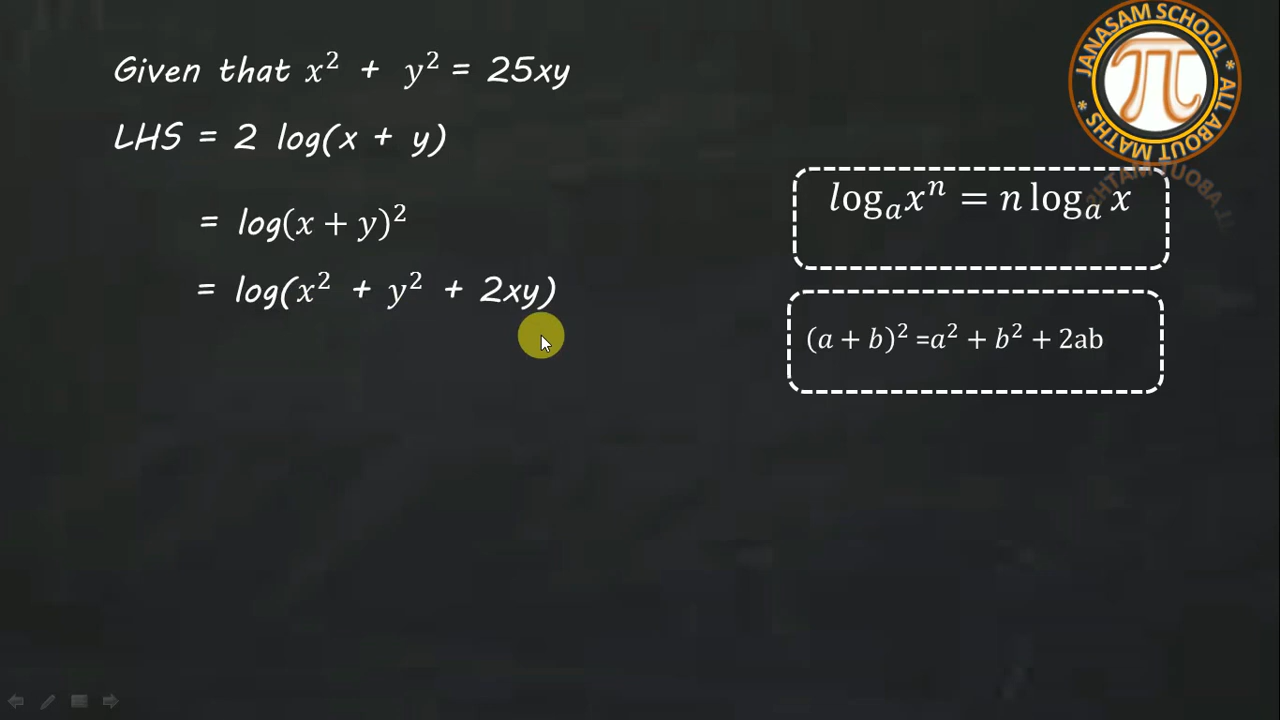 Given that x² + y² = 25xy
LHS = 2 log(x + y)
= log(x + y)²
= log(x² + y² + 2xy)
logₐxⁿ = n logₐ x
(a + b)² =a² + b² + 2ab
JANASAM SCHOOL * ALL ABOUT MATHS *
π